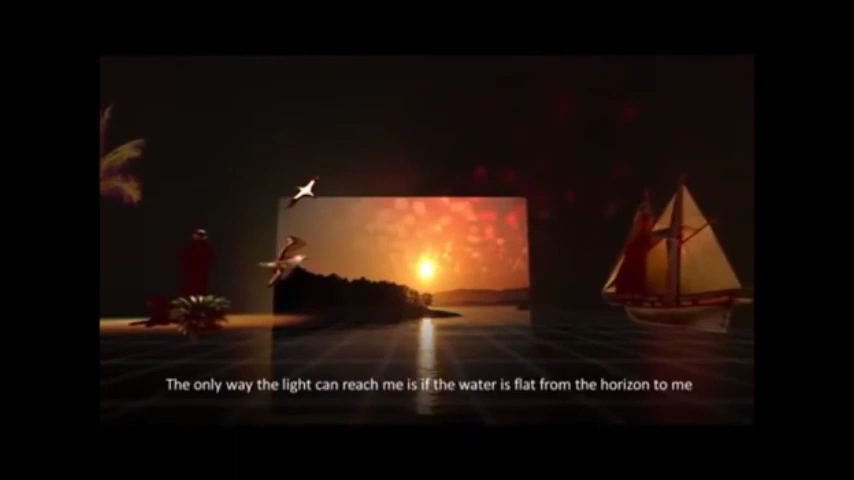 The only way the light can reach me is if the water is flat from the horizon to me